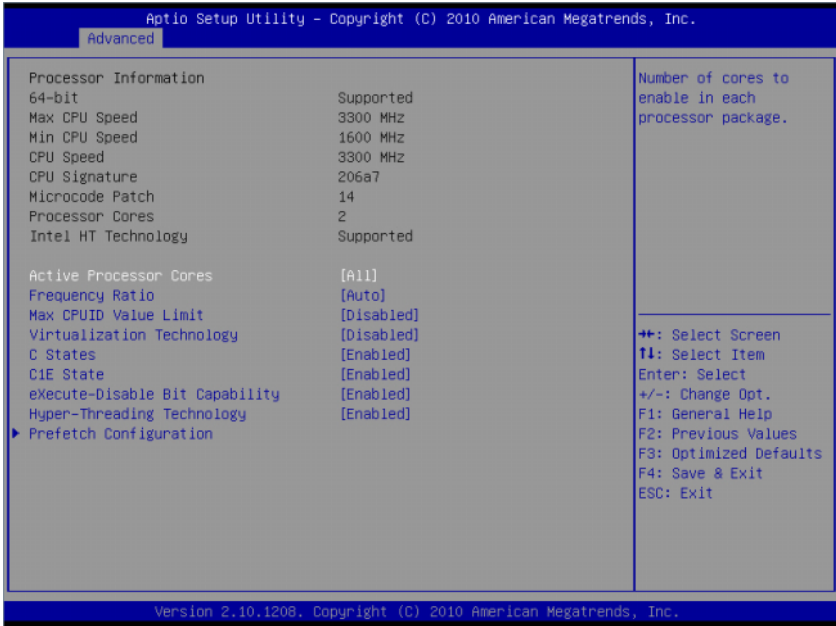 Aptio Setup Utility – Copyright (C) 2010 American Megatrends, Inc.
Advanced
Processor Information
64-bit Supported
Max CPU Speed 3300 MHz
Min CPU Speed 1600 MHz
CPU Speed 3300 MHz
CPU Signature 206a7
Microcode Patch 14
Processor Cores 2
Intel HT Technology Supported
Active Processor Cores [All]
Frequency Ratio [Auto]
Max CPUID Value Limit [Disabled]
Virtualization Technology [Disabled]
C States [Enabled]
C1E State [Enabled]
eXecute-Disable Bit Capability [Enabled]
Hyper-Threading Technology [Enabled]
Prefetch Configuration
Number of cores to
enable in each
processor package.
→←: Select Screen
↑↓: Select Item
Enter: Select
+/-: Change Opt.
F1: General Help
F2: Previous Values
F3: Optimized Defaults
F4: Save & Exit
ESC: Exit
Version 2.10.1208. Copyright (C) 2010 American Megatrends, Inc.